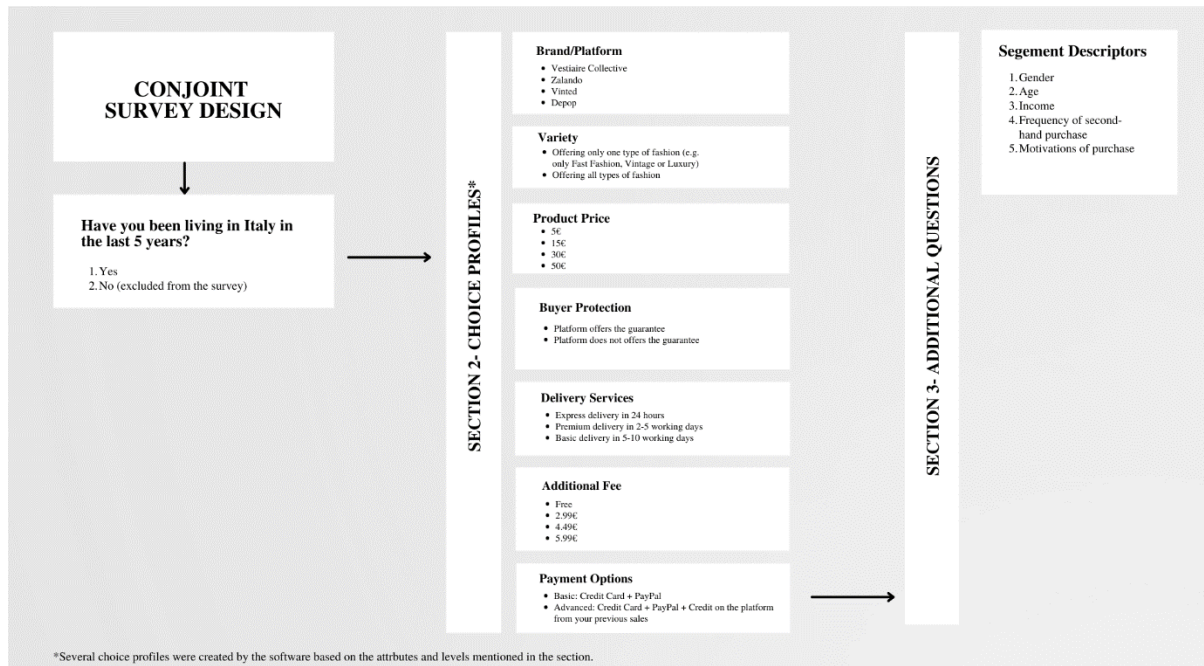 CONJOINT
SURVEY DESIGN
Have you been living in Italy in
the last 5 years?
1. Yes
2. No (excluded from the survey)
SECTION 2- CHOICE PROFILES*
Brand/Platform
• Vestiaire Collective
• Zalando
• Vinted
• Depop
Variety
• Offering only one type of fashion (e.g.
only Fast Fashion, Vintage or Luxury)
• Offering all types of fashion
Product Price
• 5€
• 15€
• 30€
• 50€
Buyer Protection
• Platform offers the guarantee
• Platform does not offers the guarantee
Delivery Services
• Express delivery in 24 hours
• Premium delivery in 2-5 working days
• Basic delivery in 5-10 working days
Additional Fee
• Free
• 2.99€
• 4.49€
• 5.99€
Payment Options
• Basic: Credit Card + PayPal
• Advanced: Credit Card + PayPal + Credit on the platform
from your previous sales
SECTION 3- ADDITIONAL QUESTIONS
Segement Descriptors
1. Gender
2. Age
3. Income
4. Frequency of second-
hand purchase
5. Motivations of purchase
*Several choice profiles were created by the software based on the attrbutes and levels mentioned in the section.